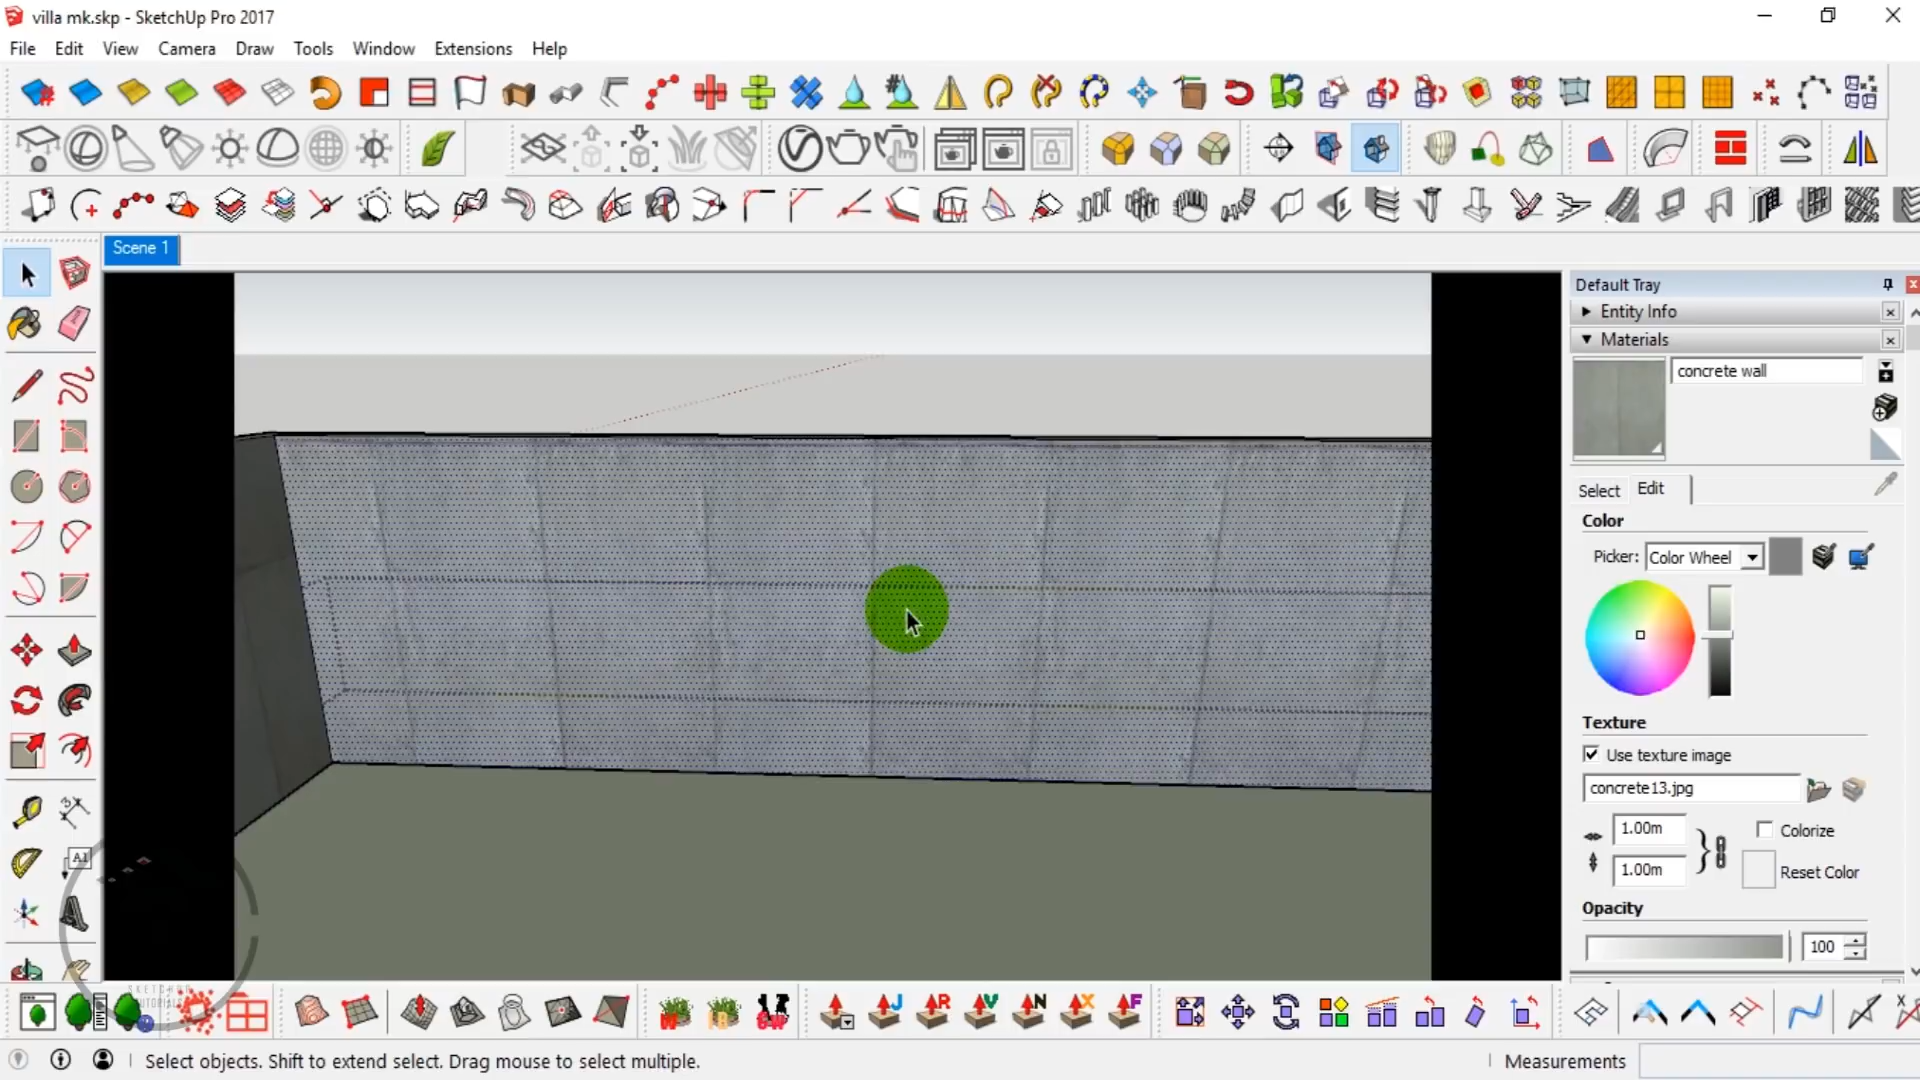 villa mk.skp - SketchUp Pro 2017
File Edit View Camera Draw Tools Window Extensions Help
Scene 1
Default Tray
Entity Info
Materials
concrete wall
Select Edit
Color
Picker: Color Wheel
Texture
Use texture image
concrete13.jpg
1.00m
Colorize
1.00m
Reset Color
Opacity
100
SKETCHUP
TUTORIALS
J R V N X F
Select objects. Shift to extend select. Drag mouse to select multiple.
Measurements